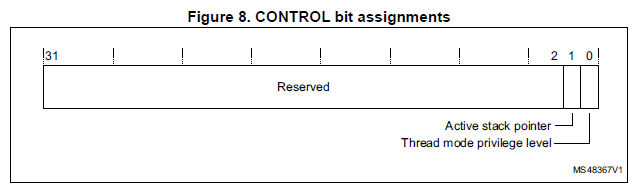 Figure 8. CONTROL bit assignments
31 2 1 0
Reserved
Active stack pointer
Thread mode privilege level
MS48367V1